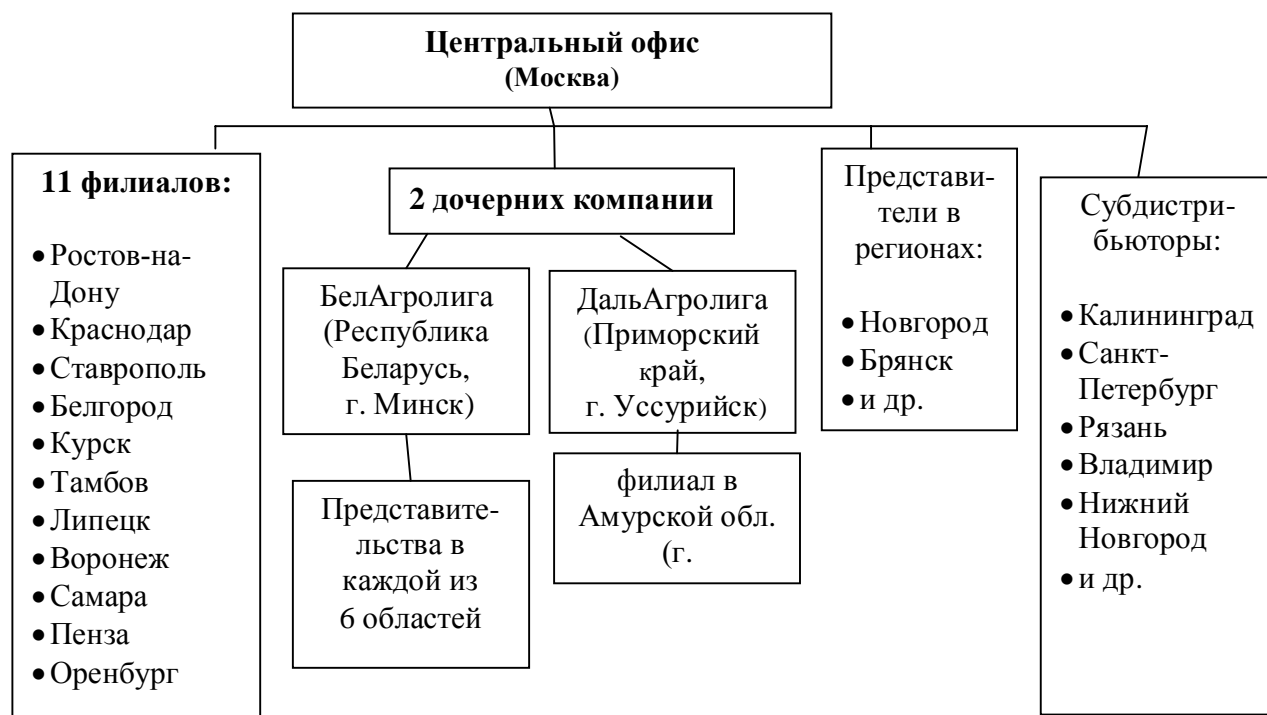 Центральный офис
(Москва)
11 филиалов:
• Ростов-на-
Дону
• Краснодар
• Ставрополь
• Белгород
• Курск
• Тамбов
• Липецк
• Воронеж
• Самара
• Пенза
• Оренбург
2 дочерних компании
БелАгролига
(Республика
Беларусь,
г. Минск)
Представите-
льства в
каждой из
6 областей
ДальАгролига
(Приморский
край,
г. Уссурийск)
филиал в
Амурской обл.
(г.
Представи-
тели в
регионах:
• Новгород
• Брянск
• и др.
Субдистри-
бьюторы:
• Калининград
• Санкт-
Петербург
• Рязань
• Владимир
• Нижний
Новгород
• и др.